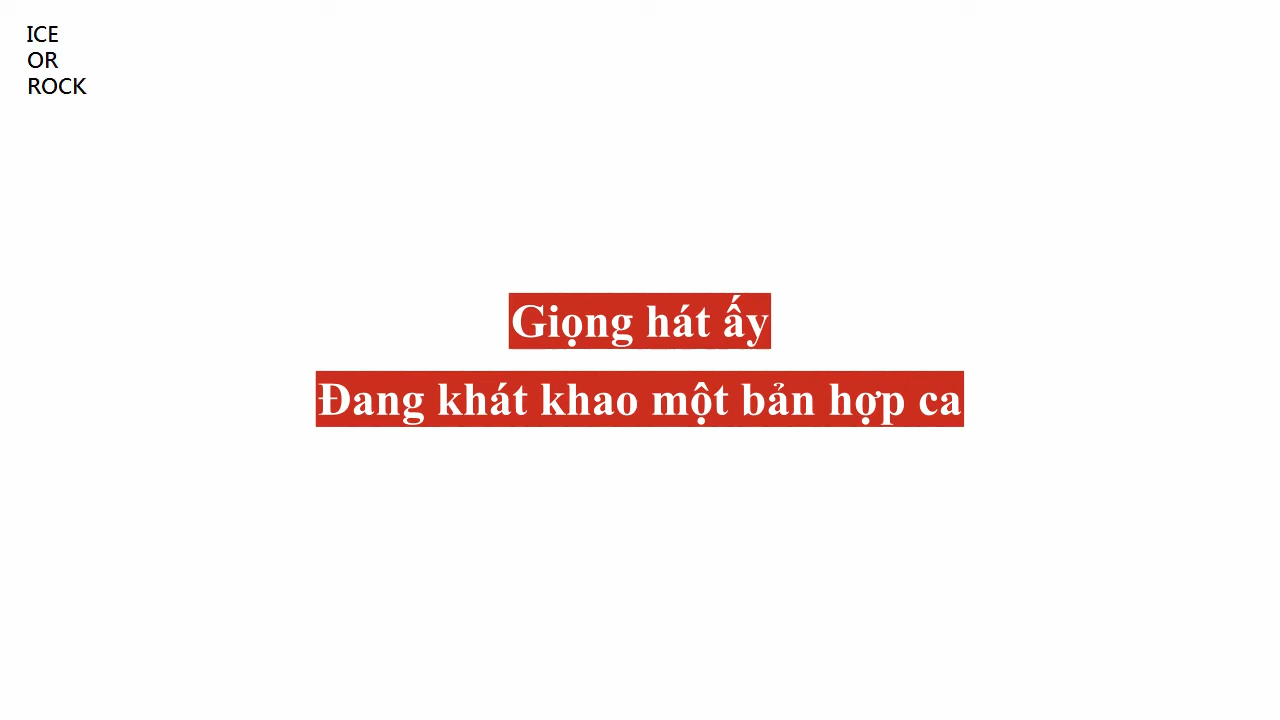 ICE
OR
ROCK
Giọng hát ấy
Đang khát khao một bản hợp ca